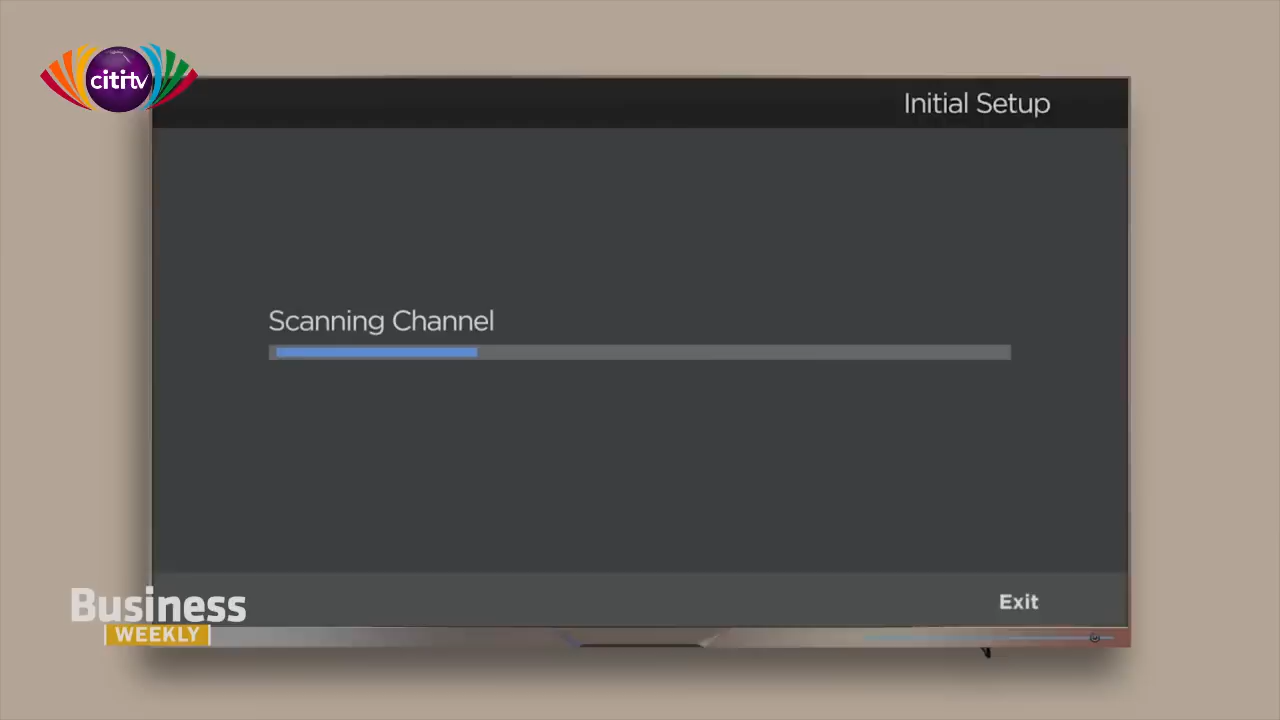 citi tv
Initial Setup
Scanning Channel
Exit
Business
WEEKLY